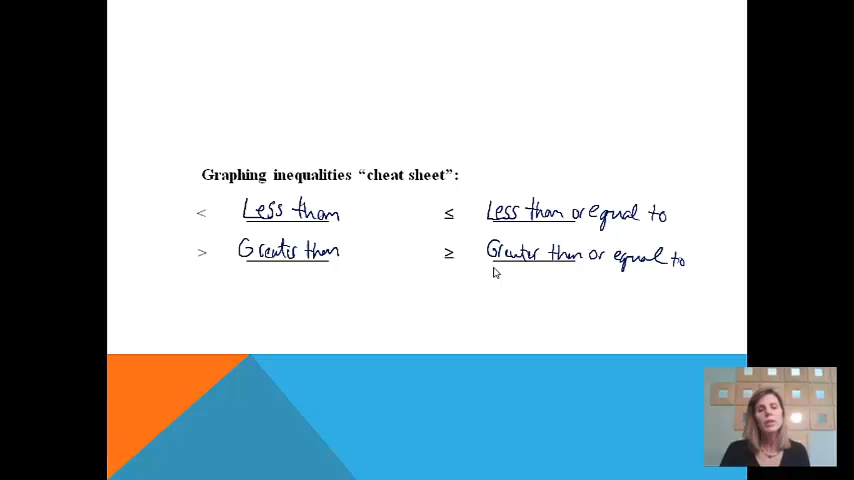 Graphing inequalities “cheat sheet”:
< Less than ≤ Less than or equal to
> Greater than ≥ Greater than or equal to